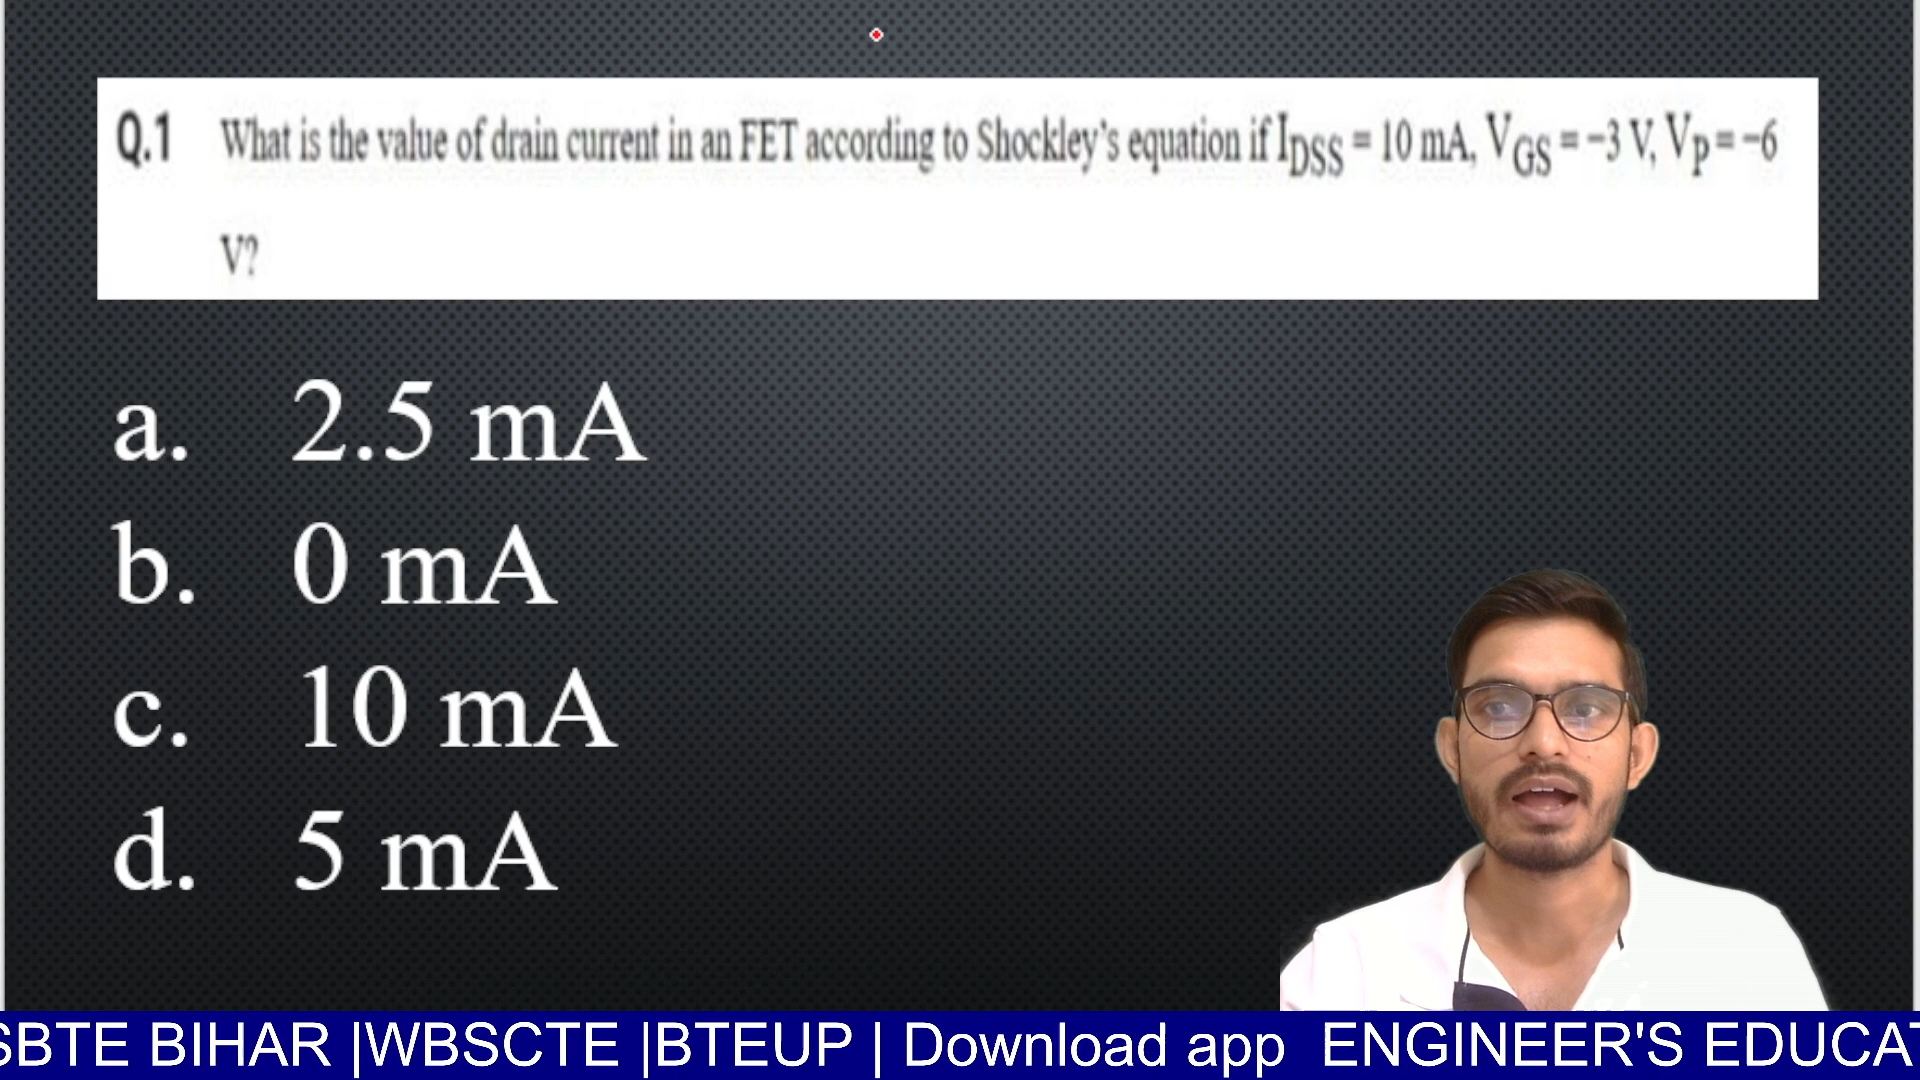 Q.1 What is the value of drain current in an FET according to Shockley's equation if IDSS = 10 mA, VGS = −3 V, VP = −6
V?
a. 2.5 mA
b. 0 mA
c. 10 mA
d. 5 mA
SBTE BIHAR |WBSCTE |BTEUP | Download app ENGINEER'S EDUCAT